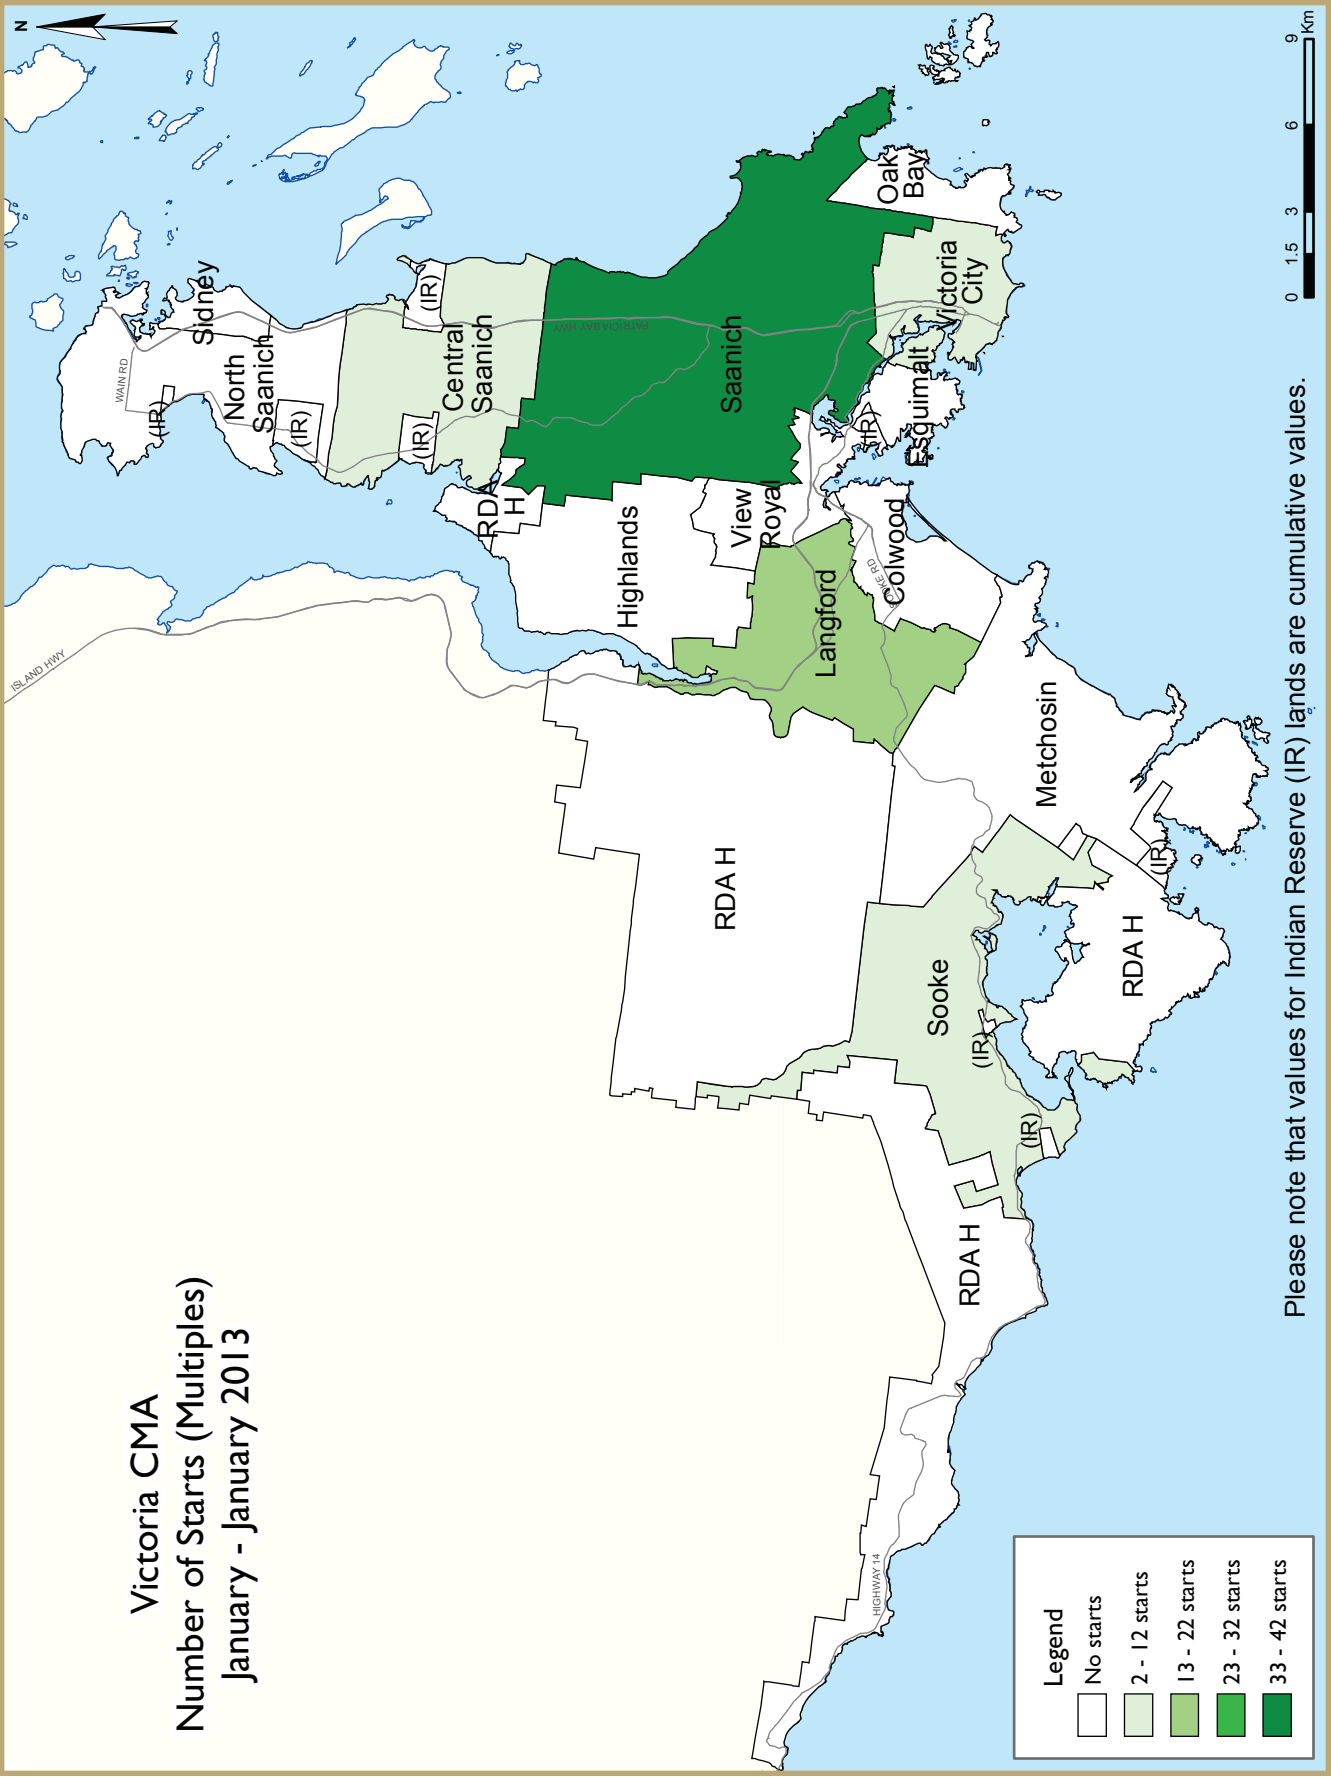 Victoria CMA
Number of Starts (Multiples)
January - January 2013
N
ISLAND HWY
WAIN RD
Sidney
North
Saanich
(IR)
(IR)
Central
Saanich
(IR)
(IR)
PATRICIA BAY HWY
Saanich
RDA
H
Highlands
View
Royal
Langford
Colwood
SOOKE RD
(IR)
Esquimalt
Victoria
City
Oak
Bay
RDA H
Metchosin
(IR)
Sooke
(IR)
(IR)
RDA H
RDA H
HIGHWAY 14
Legend
No starts
2 - 12 starts
13 - 22 starts
23 - 32 starts
33 - 42 starts
0 1.5 3 6 9
Km
Please note that values for Indian Reserve (IR) lands are cumulative values.